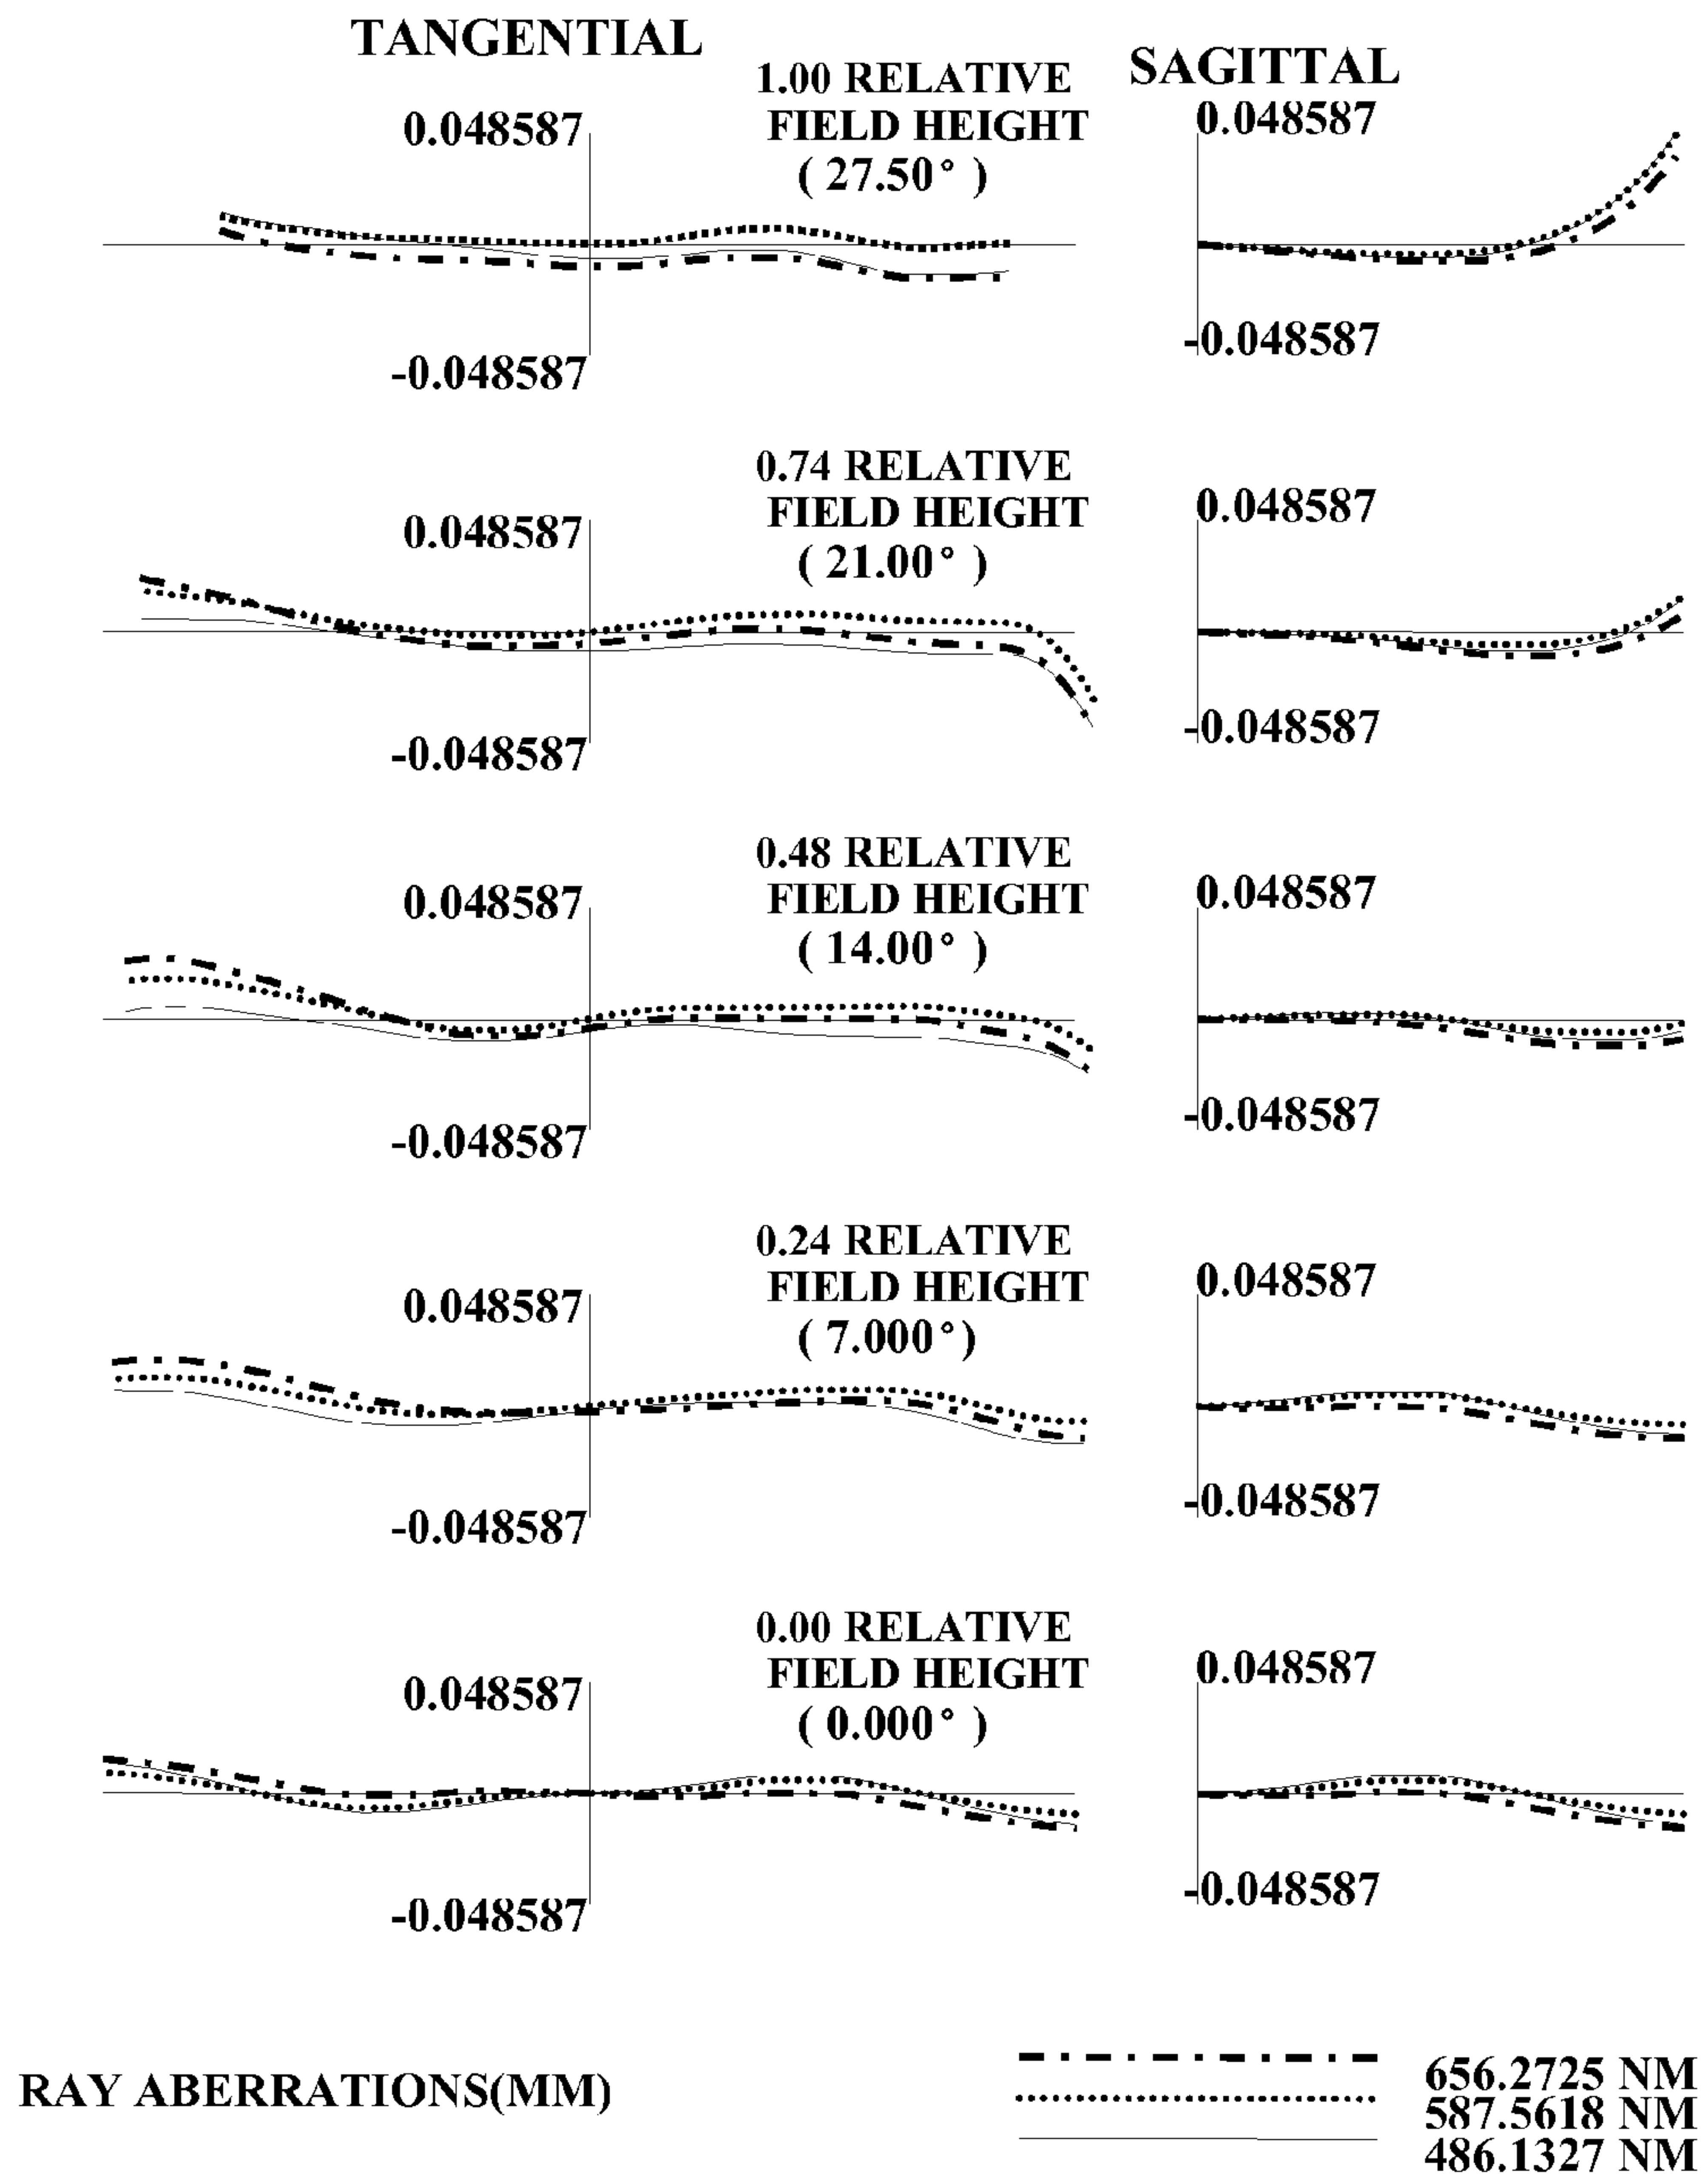 TANGENTIAL
SAGITTAL
1.00 RELATIVE
FIELD HEIGHT
( 27.50° )
0.048587
0.048587
-0.048587
-0.048587
0.74 RELATIVE
FIELD HEIGHT
( 21.00° )
0.048587
0.048587
-0.048587
-0.048587
0.48 RELATIVE
FIELD HEIGHT
( 14.00° )
0.048587
0.048587
-0.048587
-0.048587
0.24 RELATIVE
FIELD HEIGHT
( 7.000° )
0.048587
0.048587
-0.048587
-0.048587
0.00 RELATIVE
FIELD HEIGHT
( 0.000° )
0.048587
0.048587
-0.048587
-0.048587
RAY ABERRATIONS(MM)
656.2725 NM
587.5618 NM
486.1327 NM